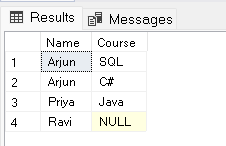 Results Messages
Name Course
1 Arjun SQL
2 Arjun C#
3 Priya Java
4 Ravi NULL